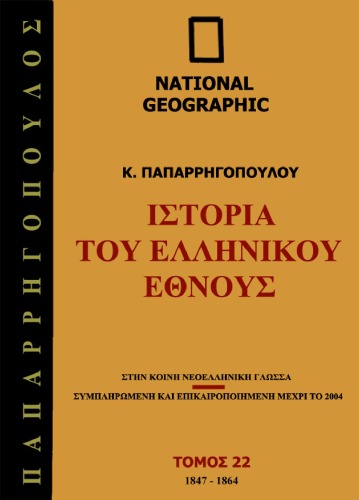 ΠΑΠΑΡΡΗΓΟΠΟΥΛΟΣ
NATIONAL
GEOGRAPHIC
Κ. ΠΑΠΑΡΡΗΓΟΠΟΥΛΟΥ
ΙΣΤΟΡΙΑ
ΤΟΥ ΕΛΛΗΝΙΚΟΥ
ΕΘΝΟΥΣ
ΣΤΗΝ ΚΟΙΝΗ ΝΕΟΕΛΛΗΝΙΚΗ ΓΛΩΣΣΑ
ΣΥΜΠΛΗΡΩΜΕΝΗ ΚΑΙ ΕΠΙΚΑΙΡΟΠΟΙΗΜΕΝΗ ΜΕΧΡΙ ΤΟ 2004
ΤΟΜΟΣ 22
1847 - 1864